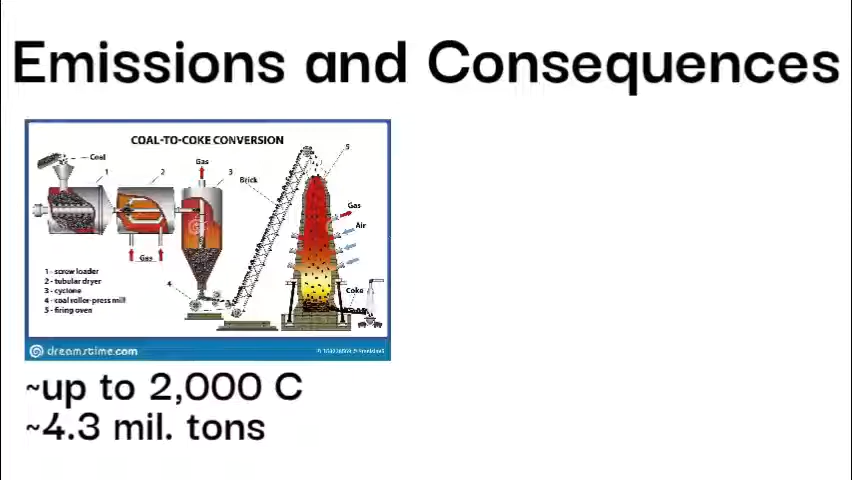 Emissions and Consequences
COAL-TO-COKE CONVERSION
Coal
1
2
Gas
3
Brick
5
Gas
Air
Gas
1 - screw loader
2 - tubular dryer
3 - cyclone
4 - coal roller-press mill
5 - firing oven
4
Coke
dreamstime.com
~up to 2,000 C
~4.3 mil. tons